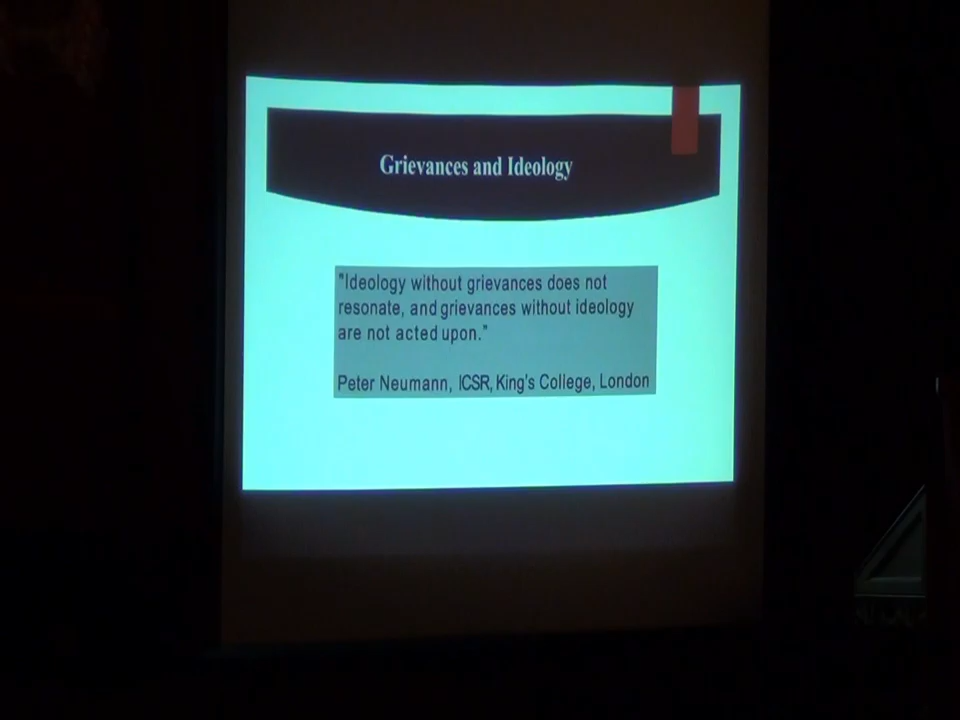 Grievances and Ideology
"Ideology without grievances does not
resonate, and grievances without ideology
are not acted upon."
Peter Neumann, ICSR, King's College, London